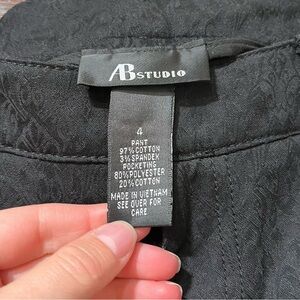 AB STUDIO
4
PANT
97% COTTON
3% SPANDEX
POCKETING
80% POLYESTER
20% COTTON
MADE IN VIETNAM
SEE OVER FOR
CARE